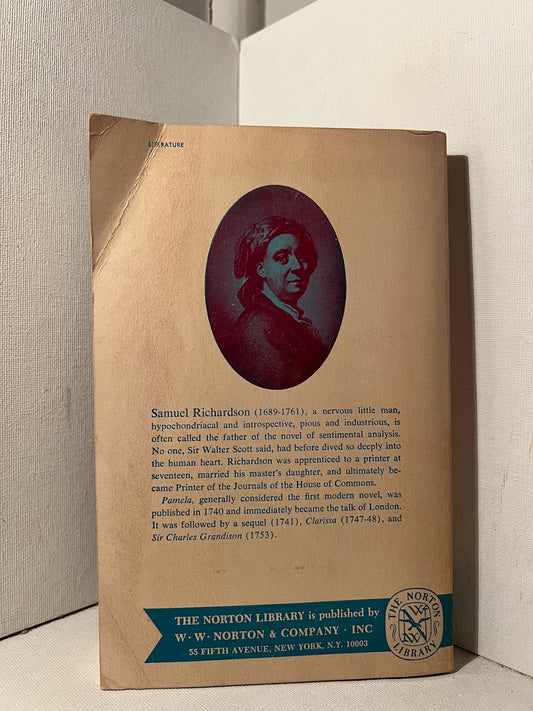 LITERATURE
Samuel Richardson (1689-1761), a nervous little man,
hypochondriacal and introspective, pious and industrious, is
often called the father of the novel of sentimental analysis.
No one, Sir Walter Scott said, had before dived so deeply into
the human heart. Richardson was apprenticed to a printer at
seventeen, married his master's daughter, and ultimately be-
came Printer of the Journals of the House of Commons.
Pamela, generally considered the first modern novel, was
published in 1740 and immediately became the talk of London.
It was followed by a sequel (1741), Clarissa (1747-48), and
Sir Charles Grandison (1753).
THE NORTON LIBRARY is published by
W · W · NORTON & COMPANY · INC
55 FIFTH AVENUE, NEW YORK, N.Y. 10003
THE NORTON
LIBRARY